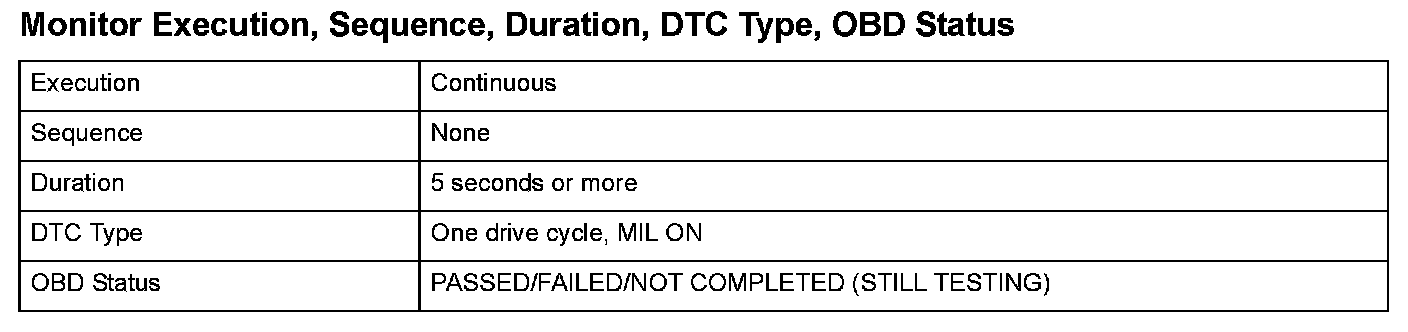 Monitor Execution, Sequence, Duration, DTC Type, OBD Status
Execution Continuous
Sequence None
Duration 5 seconds or more
DTC Type One drive cycle, MIL ON
OBD Status PASSED/FAILED/NOT COMPLETED (STILL TESTING)